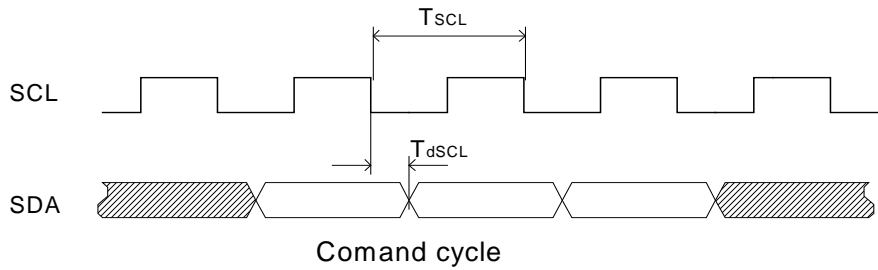 TSCL
SCL
TdSCL
SDA
Comand cycle